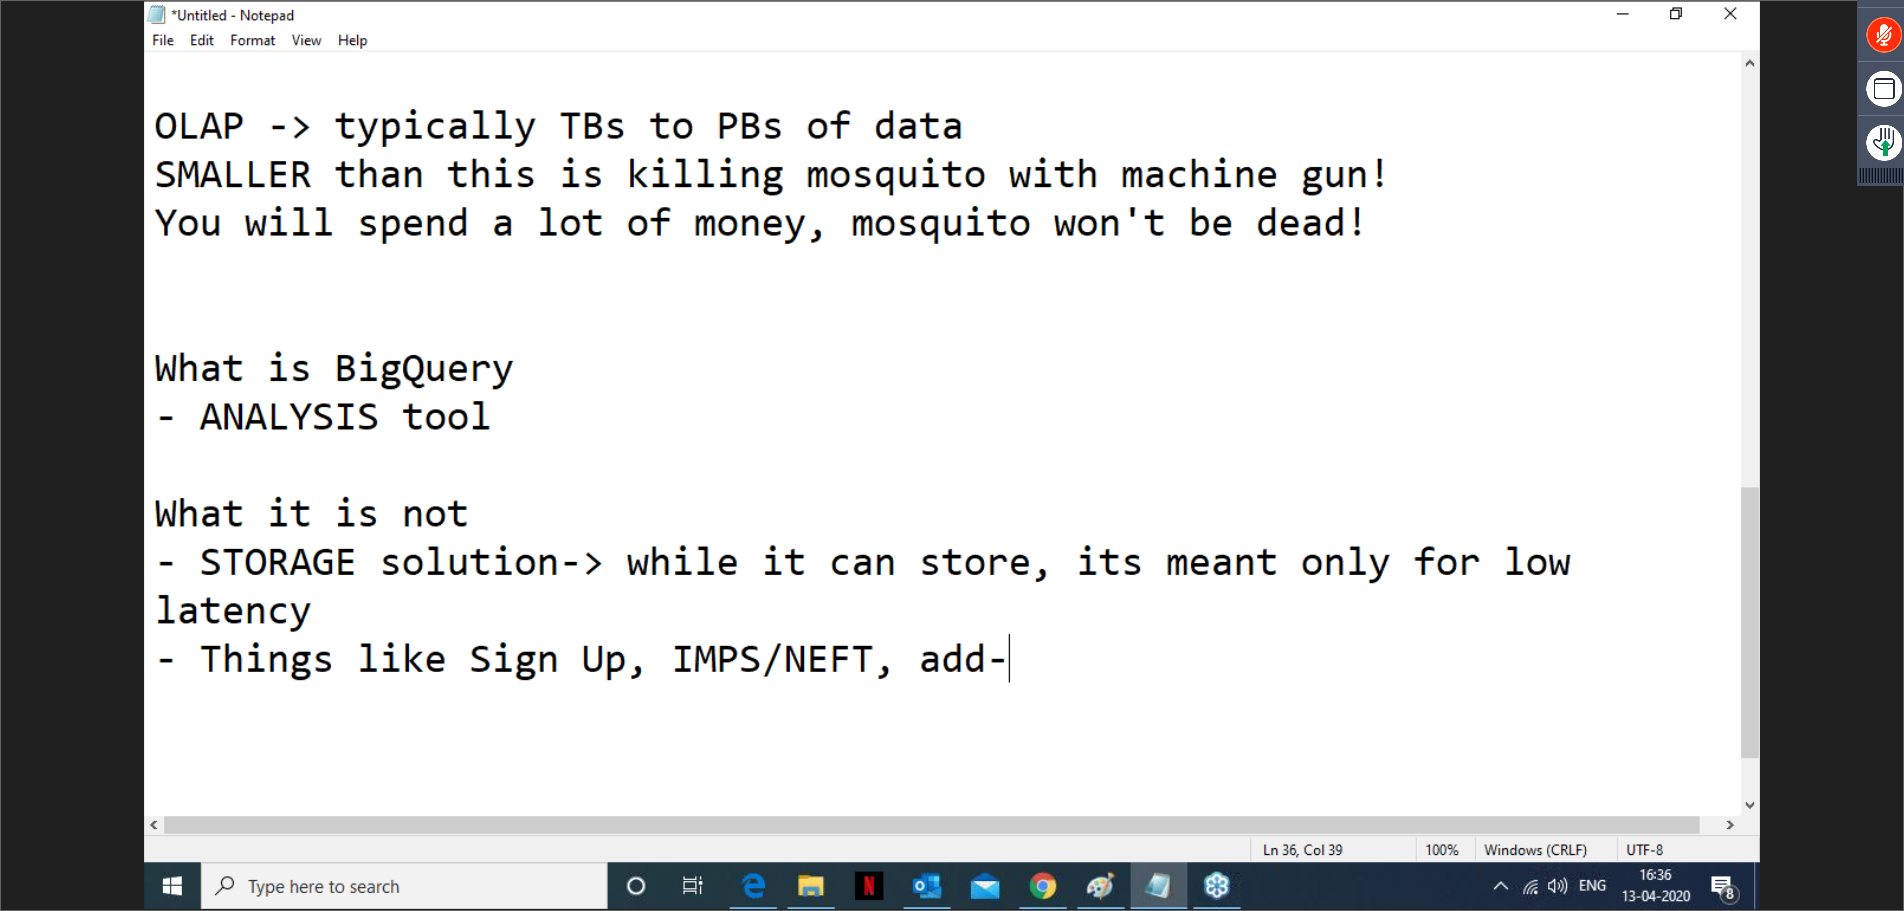 *Untitled - Notepad
File Edit Format View Help
OLAP -> typically TBs to PBs of data
SMALLER than this is killing mosquito with machine gun!
You will spend a lot of money, mosquito won't be dead!
What is BigQuery
- ANALYSIS tool
What it is not
- STORAGE solution-> while it can store, its meant only for low
latency
- Things like Sign Up, IMPS/NEFT, add-
Ln 36, Col 39 100% Windows (CRLF) UTF-8
Type here to search
N
ENG
16:36
13-04-2020
8